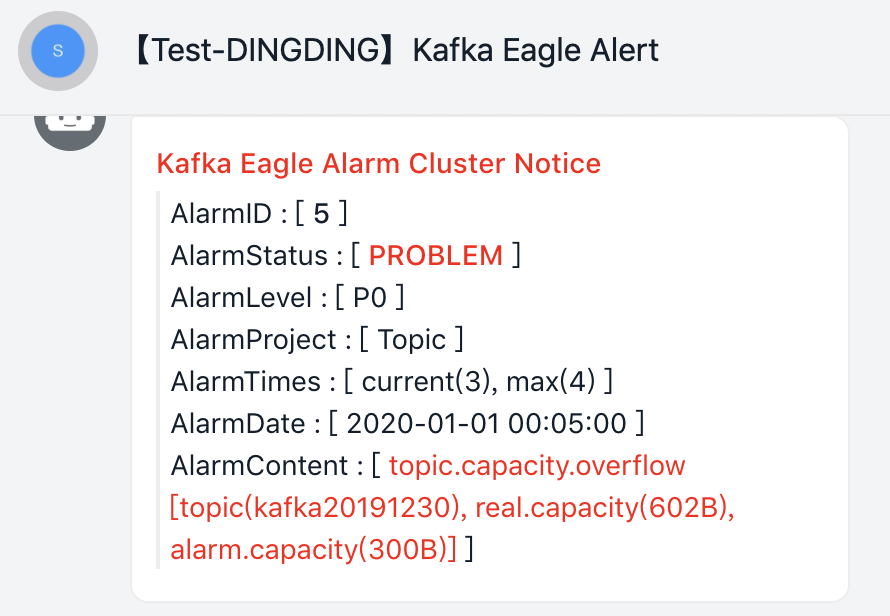 S
【Test-DINGDING】Kafka Eagle Alert
Kafka Eagle Alarm Cluster Notice
AlarmID : [ 5 ]
AlarmStatus : [ PROBLEM ]
AlarmLevel : [ P0 ]
AlarmProject : [ Topic ]
AlarmTimes : [ current(3), max(4) ]
AlarmDate : [ 2020-01-01 00:05:00 ]
AlarmContent : [ topic.capacity.overflow
[topic(kafka20191230), real.capacity(602B),
alarm.capacity(300B)] ]